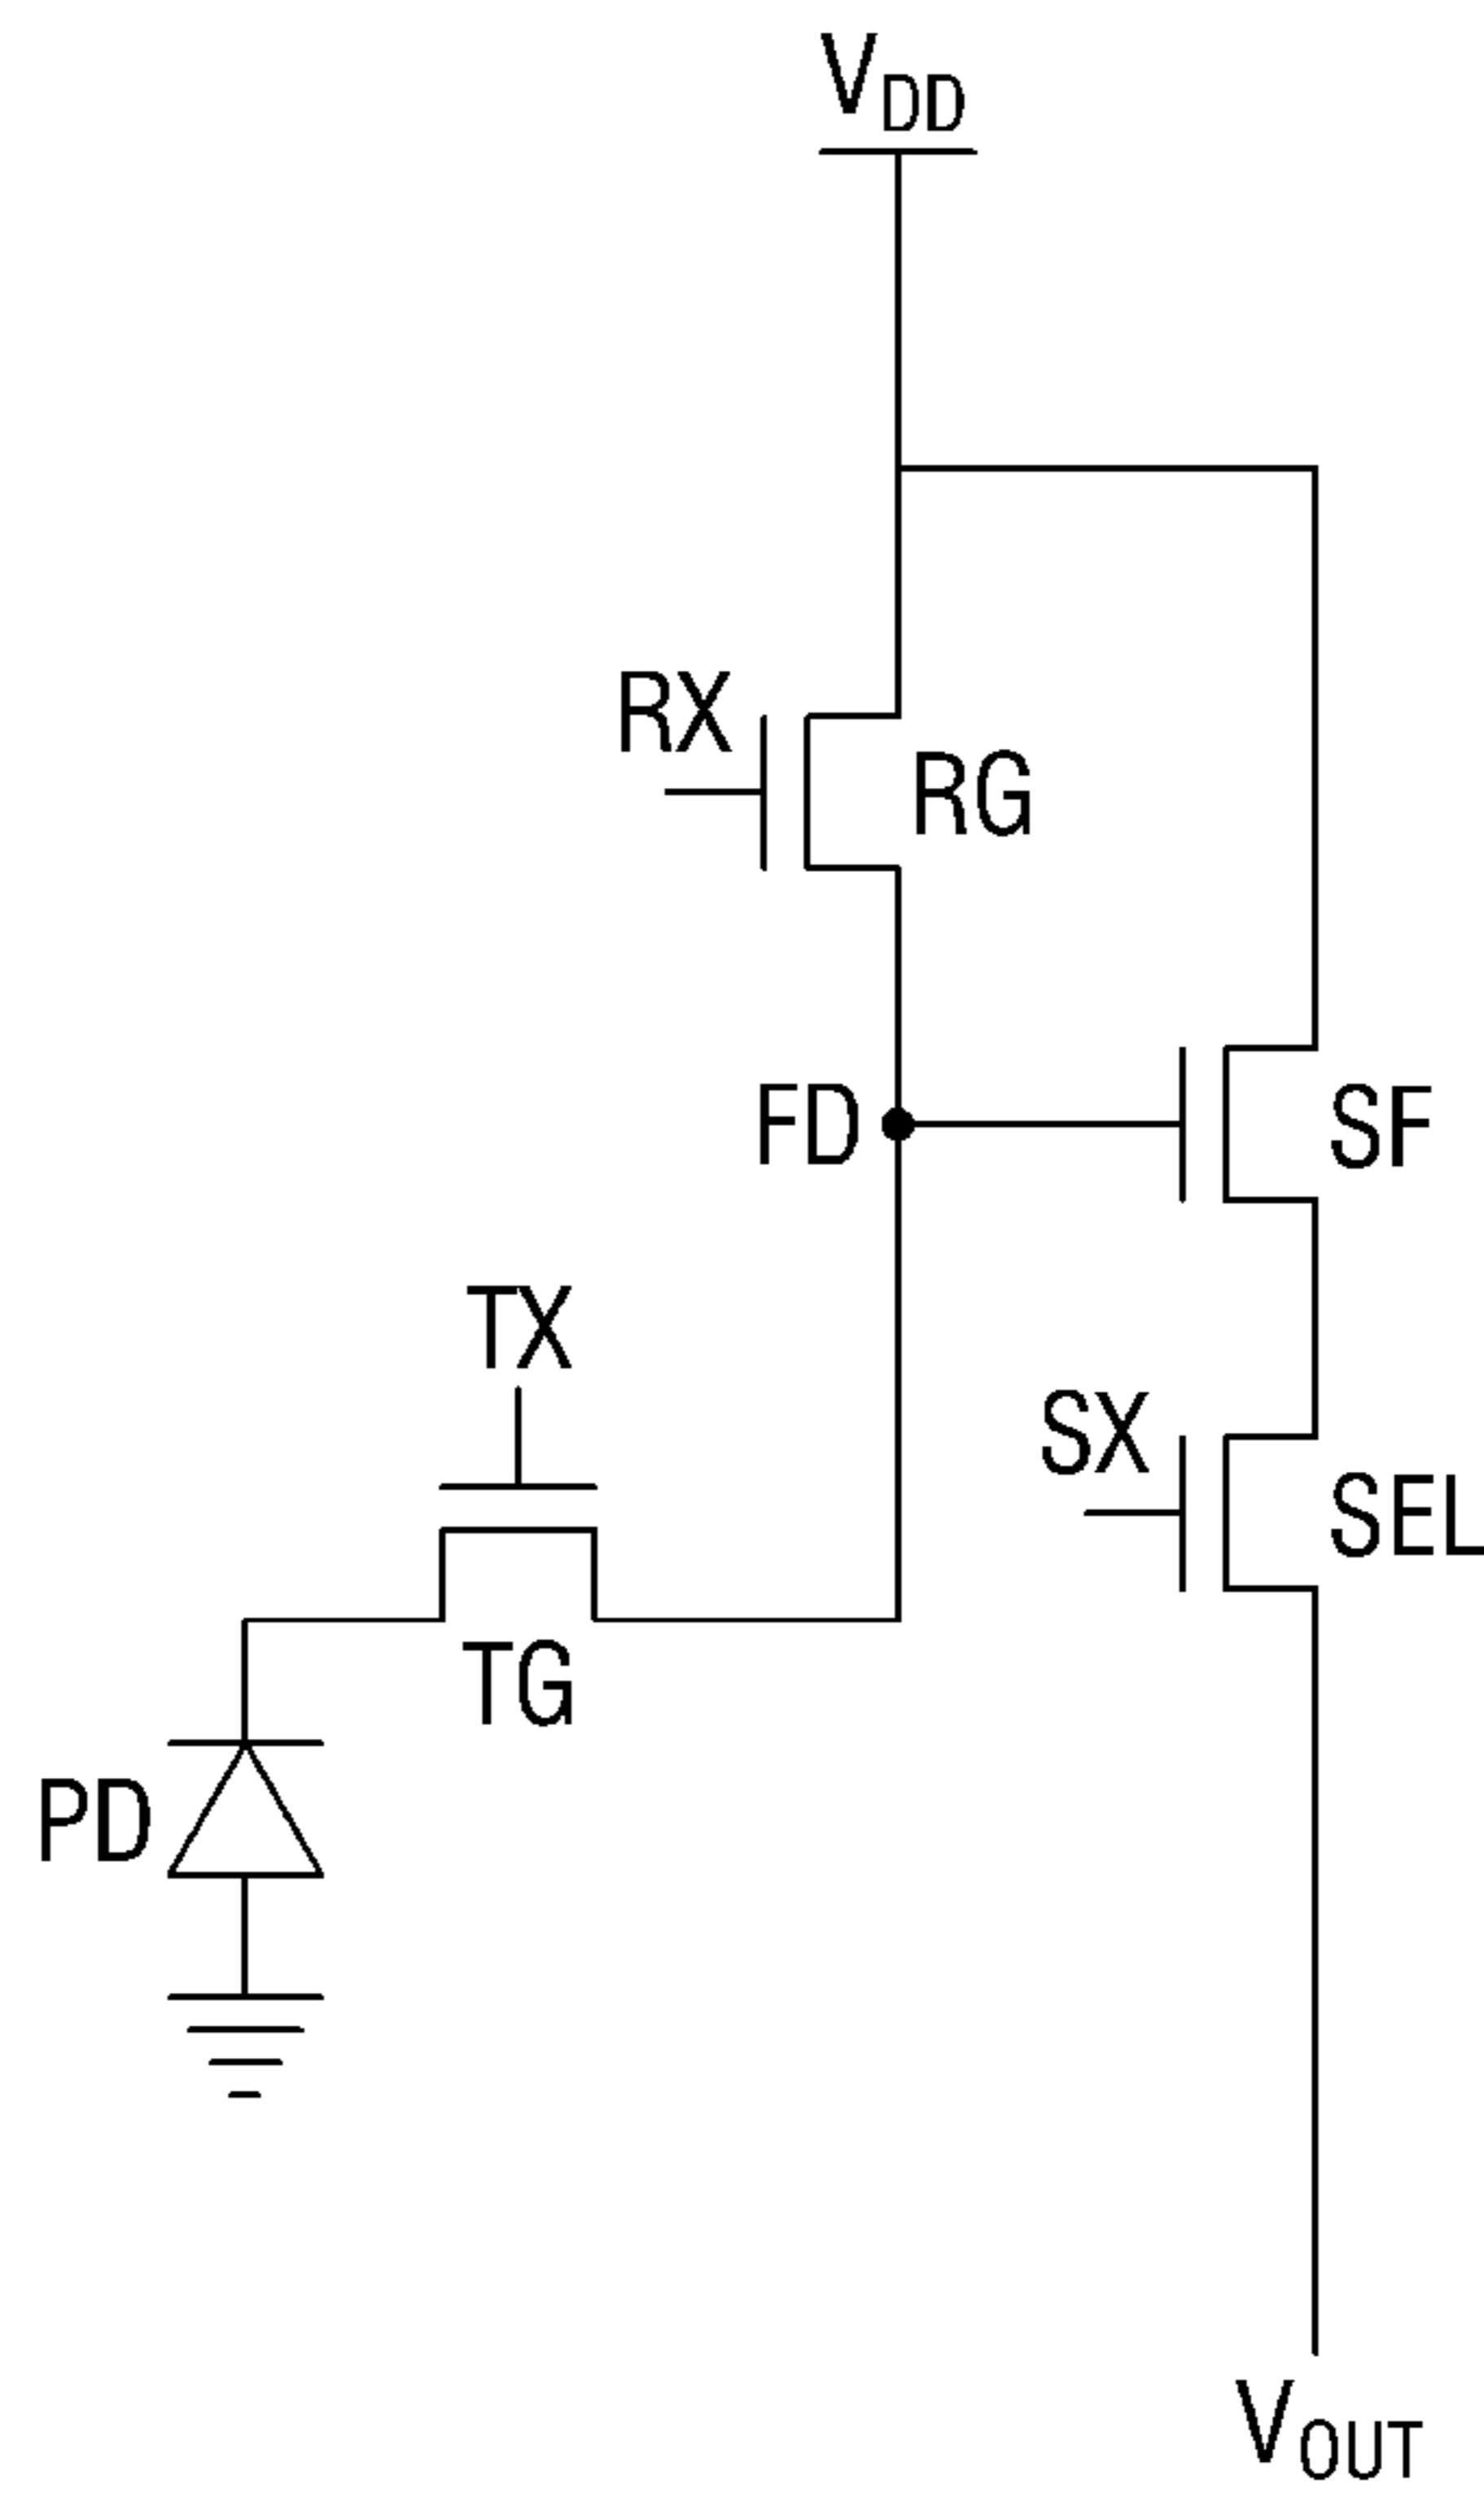 VDD
RX
RG
FD
SF
TX
SX
SEL
TG
PD
VOUT